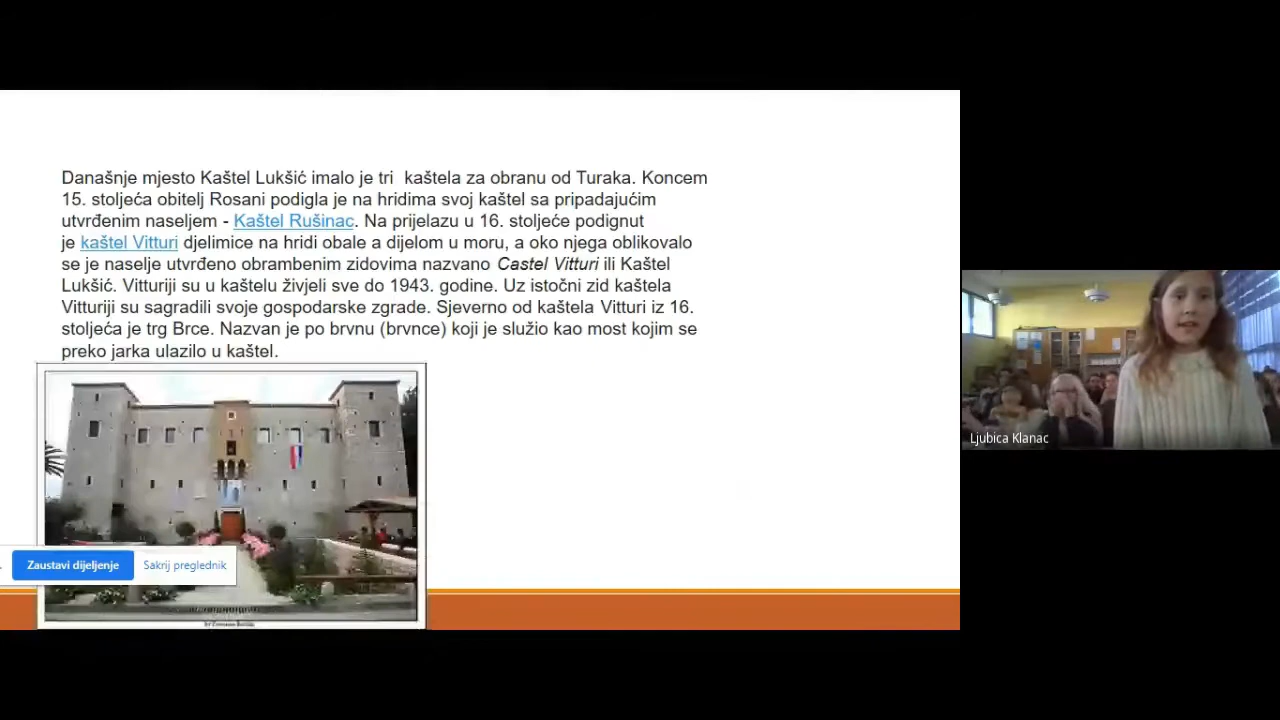 Današnje mjesto Kaštel Lukšić imalo je tri kaštela za obranu od Turaka. Koncem
15. stoljeća obitelj Rosani podigla je na hridima svoj kaštel sa pripadajućim
utvrđenim naseljem - Kaštel Rušinac. Na prijelazu u 16. stoljeće podignut
je kaštel Vitturi djelimice na hridi obale a dijelom u moru, a oko njega oblikovalo
se je naselje utvrđeno obrambenim zidovima nazvano Castel Vitturi ili Kaštel
Lukšić. Vitturiji su u kaštelu živjeli sve do 1943. godine. Uz istočni zid kaštela
Vitturiji su sagradili svoje gospodarske zgrade. Sjeverno od kaštela Vitturi iz 16.
stoljeća je trg Brce. Nazvan je po brvnu (brvnce) koji je služio kao most kojim se
preko jarka ulazilo u kaštel.
Zaustavi dijeljenje
Sakrij preglednik
Ljubica Klanac